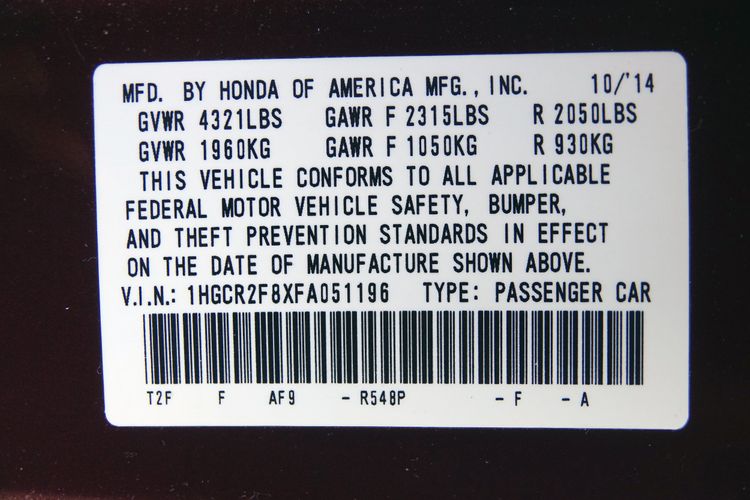 MFD. BY HONDA OF AMERICA MFG., INC. 10/'14
GVWR 4321LBS GAWR F 2315LBS R 2050LBS
GVWR 1960KG GAWR F 1050KG R 930KG
THIS VEHICLE CONFORMS TO ALL APPLICABLE
FEDERAL MOTOR VEHICLE SAFETY, BUMPER,
AND THEFT PREVENTION STANDARDS IN EFFECT
ON THE DATE OF MANUFACTURE SHOWN ABOVE.
V.I.N.: 1HGCR2F8XFA051196 TYPE: PASSENGER CAR
T2F F AF9 - R548P - F - A